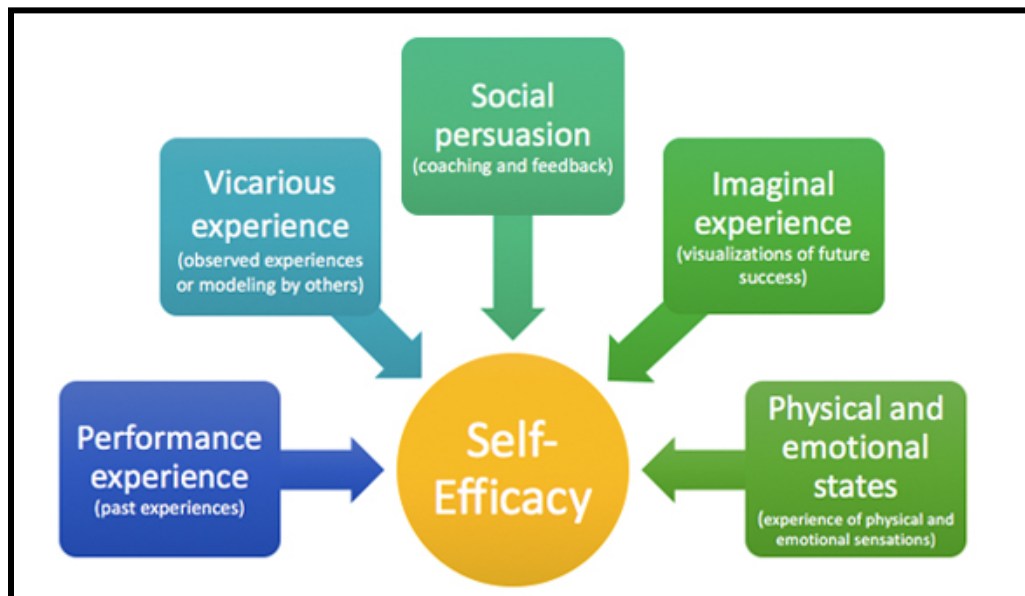 Social
persuasion
(coaching and feedback)
Vicarious
experience
(observed experiences
or modeling by others)
Imaginal
experience
(visualizations of future
success)
Performance
experience
(past experiences)
Self-
Efficacy
Physical and
emotional
states
(experience of physical and
emotional sensations)